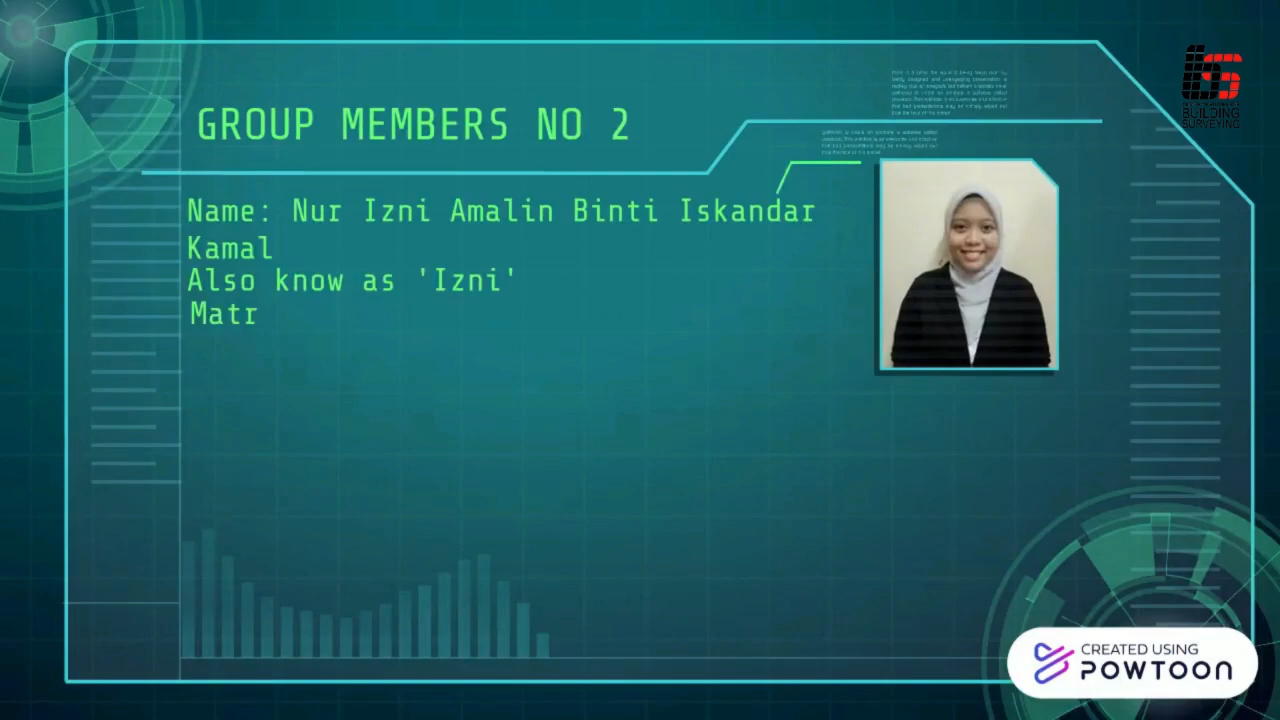 GROUP MEMBERS NO 2
Name: Nur Izni Amalin Binti Iskandar
Kamal
Also know as 'Izni'
Matr
BUILDING
SURVEYING
CREATED USING
POWTOON